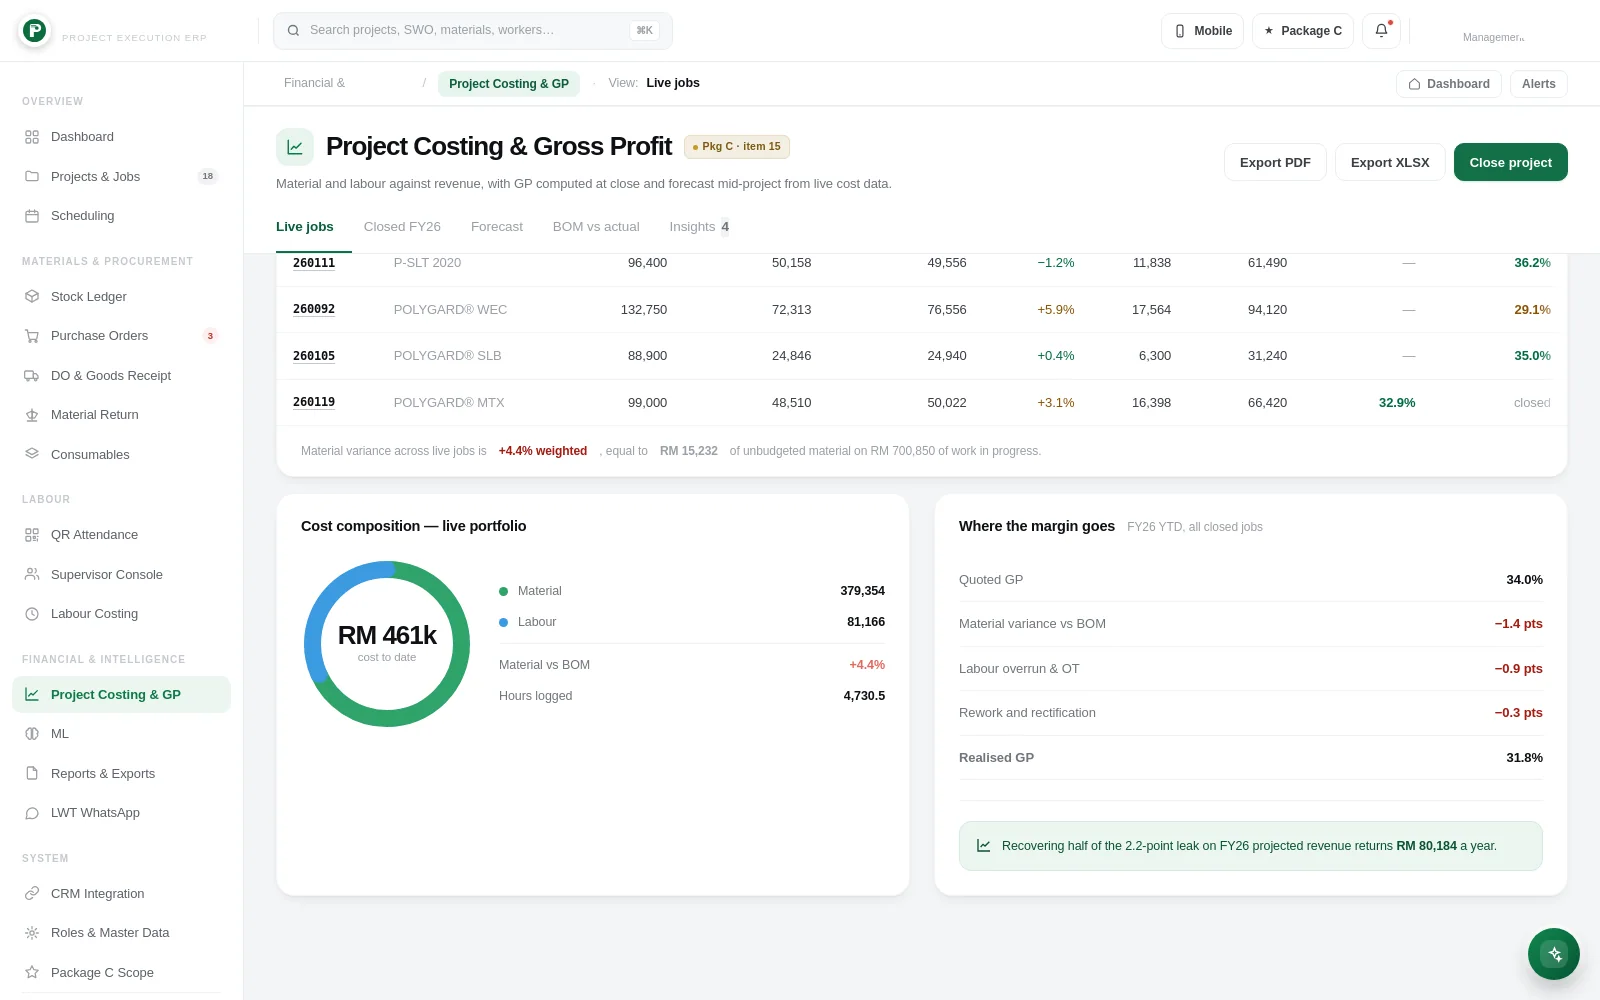 PROJECT EXECUTION ERP
Search projects, SWO, materials, workers… ⌘K
Mobile
Package C
Financial & / Project Costing & GP · View: Live jobs
Dashboard
Alerts
OVERVIEW
Dashboard
Projects & Jobs 18
Scheduling
MATERIALS & PROCUREMENT
Stock Ledger
Purchase Orders 3
DO & Goods Receipt
Material Return
Consumables
LABOUR
QR Attendance
Supervisor Console
Labour Costing
FINANCIAL & INTELLIGENCE
Project Costing & GP
ML
Reports & Exports
LWT WhatsApp
SYSTEM
CRM Integration
Roles & Master Data
Package C Scope
Project Costing & Gross Profit Pkg C · item 15
Material and labour against revenue, with GP computed at close and forecast mid-project from live cost data.
Export PDF
Export XLSX
Close project
Live jobs Closed FY26 Forecast BOM vs actual Insights 4
260111 P-SLT 2020 96,400 50,158 49,556 −1.2% 11,838 61,490 — 36.2%
260092 POLYGARD® WEC 132,750 72,313 76,556 +5.9% 17,564 94,120 — 29.1%
260105 POLYGARD® SLB 88,900 24,846 24,940 +0.4% 6,300 31,240 — 35.0%
260119 POLYGARD® MTX 99,000 48,510 50,022 +3.1% 16,398 66,420 32.9% closed
Material variance across live jobs is +4.4% weighted , equal to RM 15,232 of unbudgeted material on RM 700,850 of work in progress.
Cost composition — live portfolio
RM 461k
cost to date
Material 379,354
Labour 81,166
Material vs BOM +4.4%
Hours logged 4,730.5
Where the margin goes FY26 YTD, all closed jobs
Quoted GP 34.0%
Material variance vs BOM −1.4 pts
Labour overrun & OT −0.9 pts
Rework and rectification −0.3 pts
Realised GP 31.8%
Recovering half of the 2.2-point leak on FY26 projected revenue returns RM 80,184 a year.